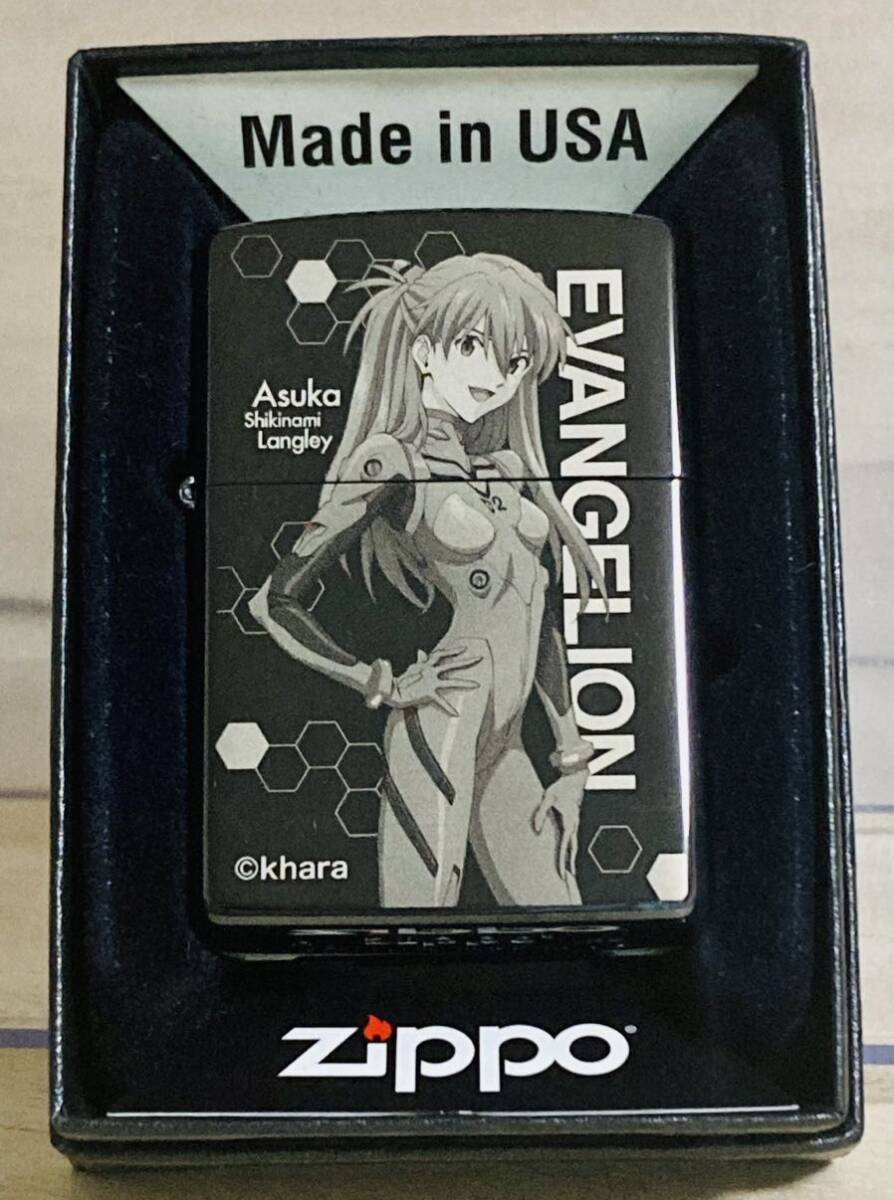 Made in USA
EVANGELION
Asuka
Shikinami
Langley
©khara
zippo